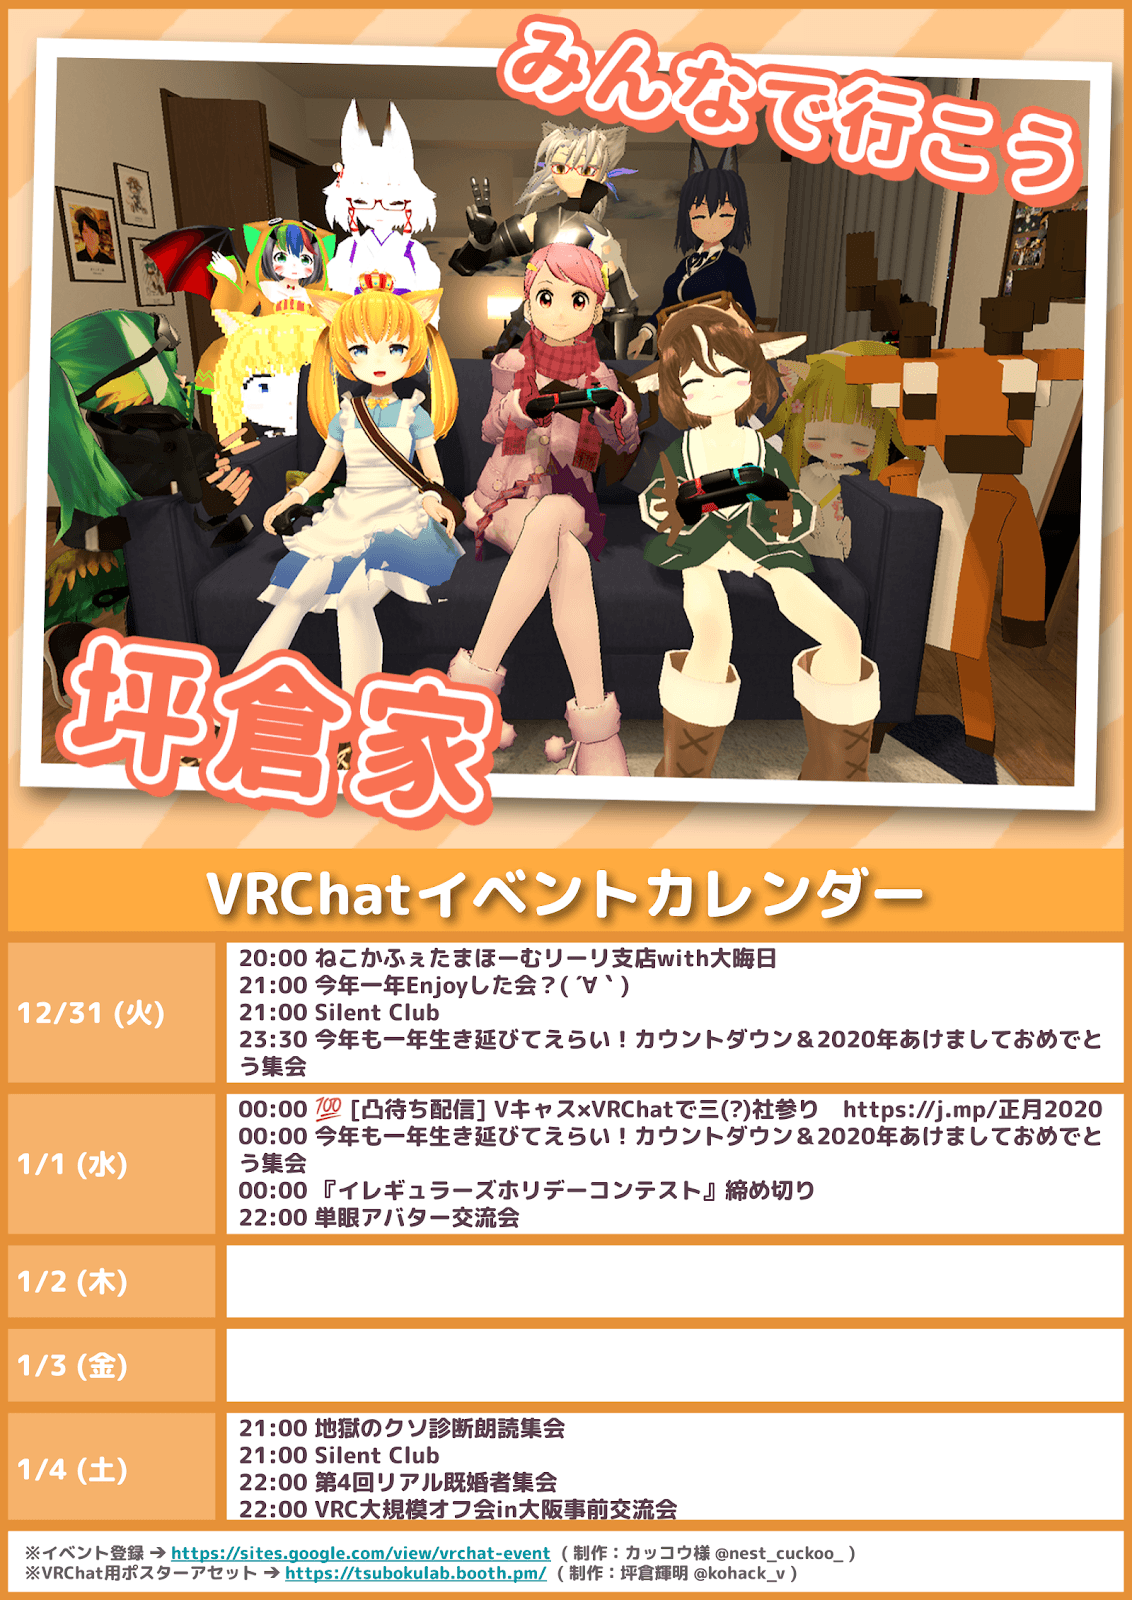 みんなで行こう
坪倉家
VRChatイベントカレンダー
12/31 (火)
20:00 ねこかふぇたまほーむリーリ支店with大晦日
21:00 今年一年Enjoyした会？( ´∀｀)
21:00 Silent Club
23:30 今年も一年生き延びてえらい！カウントダウン＆2020年あけましておめでと
う集会
1/1 (水)
00:00 💯 [凸待ち配信] Vキャス×VRChatで三(?)社参り　https://j.mp/正月2020
00:00 今年も一年生き延びてえらい！カウントダウン＆2020年あけましておめでと
う集会
00:00 『イレギュラーズホリデーコンテスト』締め切り
22:00 単眼アバター交流会
1/2 (木)
1/3 (金)
1/4 (土)
21:00 地獄のクソ診断朗読集会
21:00 Silent Club
22:00 第4回リアル既婚者集会
22:00 VRC大規模オフ会in大阪事前交流会
※イベント登録 → https://sites.google.com/view/vrchat-event （制作：カッコウ様 @nest_cuckoo_）
※VRChat用ポスターアセット → https://tsubokulab.booth.pm/ （制作：坪倉輝明 @kohack_v）